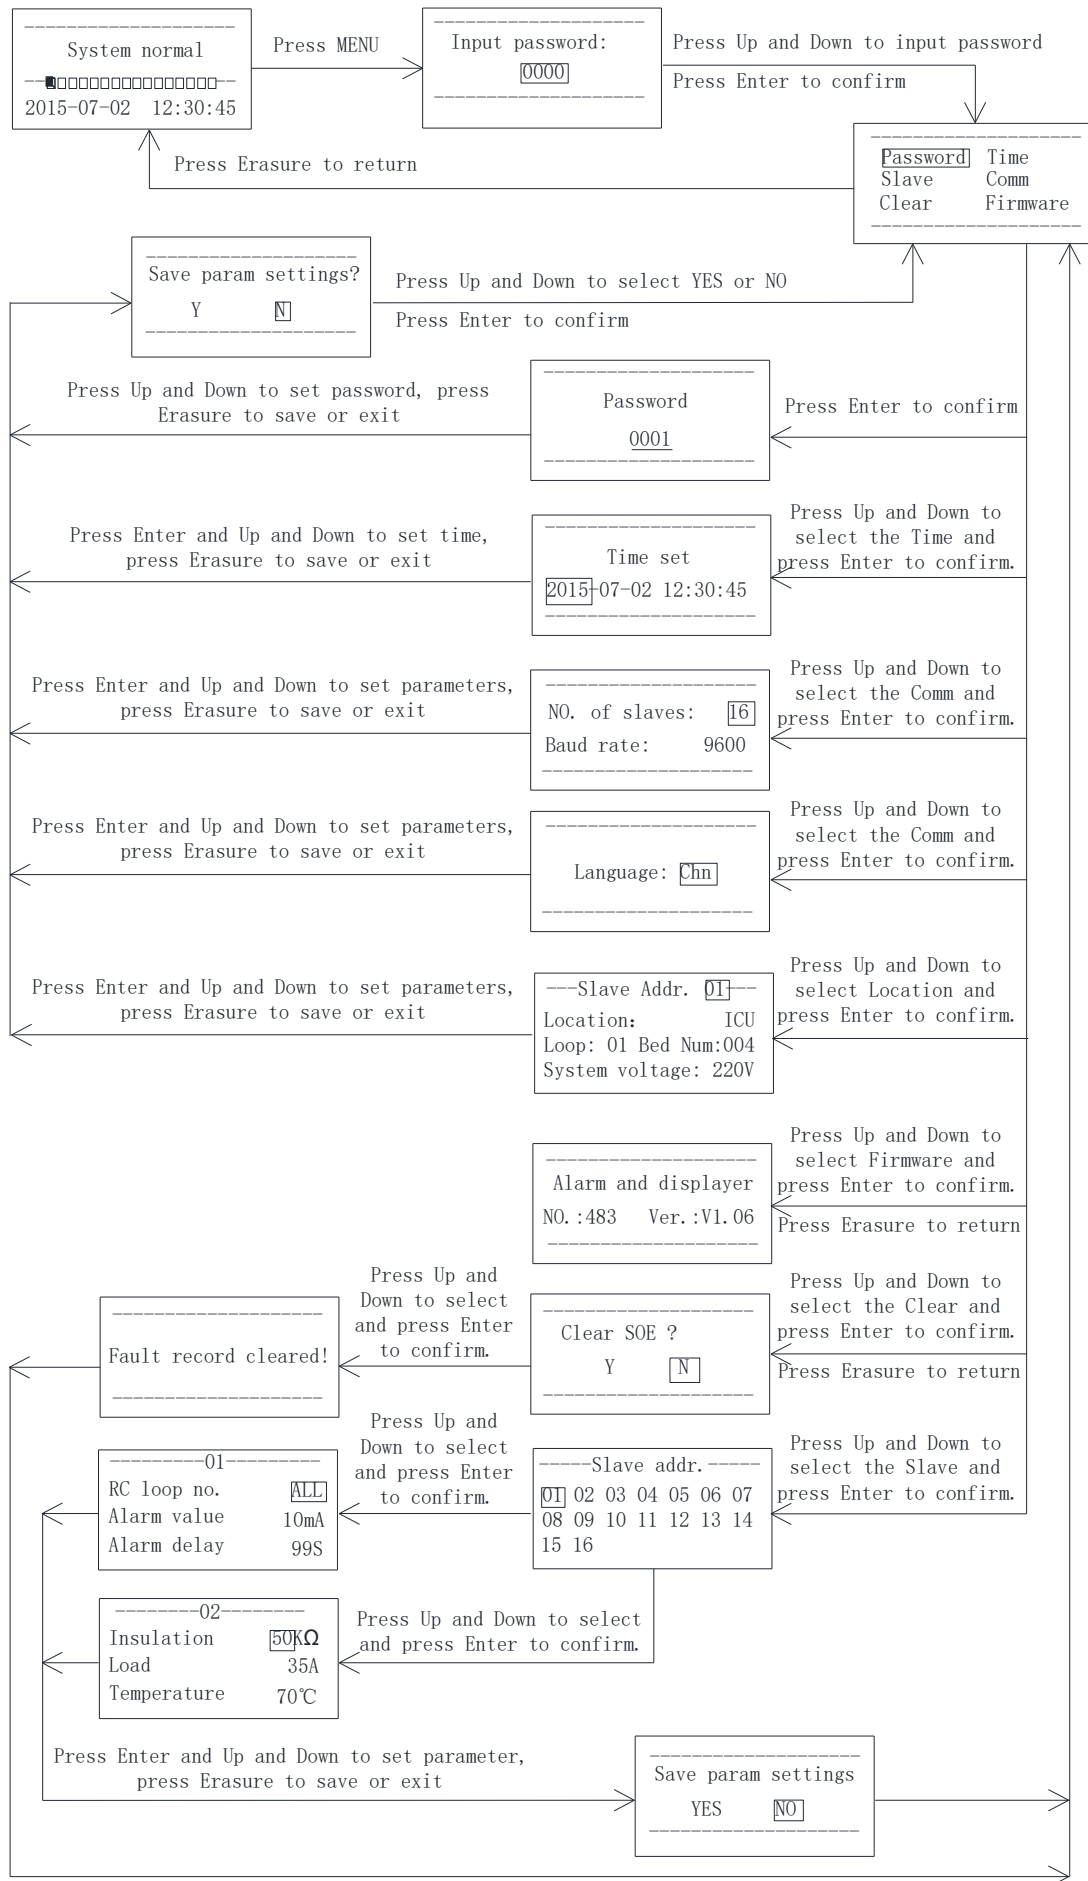 System normal
2015-07-02  12:30:45
Press MENU
Input password:
0000
Press Up and Down to input password
Press Enter to confirm
Password  Time
Slave  Comm
Clear  Firmware
Press Erasure to return
Save param settings?
Y  N
Press Up and Down to select YES or NO
Press Enter to confirm
Press Up and Down to set password, press
Erasure to save or exit
Password
0001
Press Enter to confirm
Press Enter and Up and Down to set time,
press Erasure to save or exit
Time set
2015-07-02 12:30:45
Press Up and Down to
select the Time and
press Enter to confirm.
Press Enter and Up and Down to set parameters,
press Erasure to save or exit
NO. of slaves:  16
Baud rate:  9600
Press Up and Down to
select the Comm and
press Enter to confirm.
Press Enter and Up and Down to set parameters,
press Erasure to save or exit
Language: Chn
Press Up and Down to
select the Comm and
press Enter to confirm.
Press Enter and Up and Down to set parameters,
press Erasure to save or exit
---Slave Addr. 01---
Location:  ICU
Loop: 01 Bed Num:004
System voltage: 220V
Press Up and Down to
select Location and
press Enter to confirm.
Alarm and displayer
NO.:483  Ver.:V1.06
Press Up and Down to
select Firmware and
press Enter to confirm.
Press Erasure to return
Fault record cleared!
Press Up and
Down to select
and press Enter
to confirm.
Clear SOE ?
Y  N
Press Up and Down to
select the Clear and
press Enter to confirm.
Press Erasure to return
---------01---------
RC loop no.  ALL
Alarm value  10mA
Alarm delay  99S
Press Up and
Down to select
and press Enter
to confirm.
-----Slave addr.-----
01 02 03 04 05 06 07
08 09 10 11 12 13 14
15 16
Press Up and Down to
select the Slave and
press Enter to confirm.
--------02--------
Insulation  50KΩ
Load  35A
Temperature  70℃
Press Up and Down to select
and press Enter to confirm.
Press Enter and Up and Down to set parameter,
press Erasure to save or exit
Save param settings
YES  NO